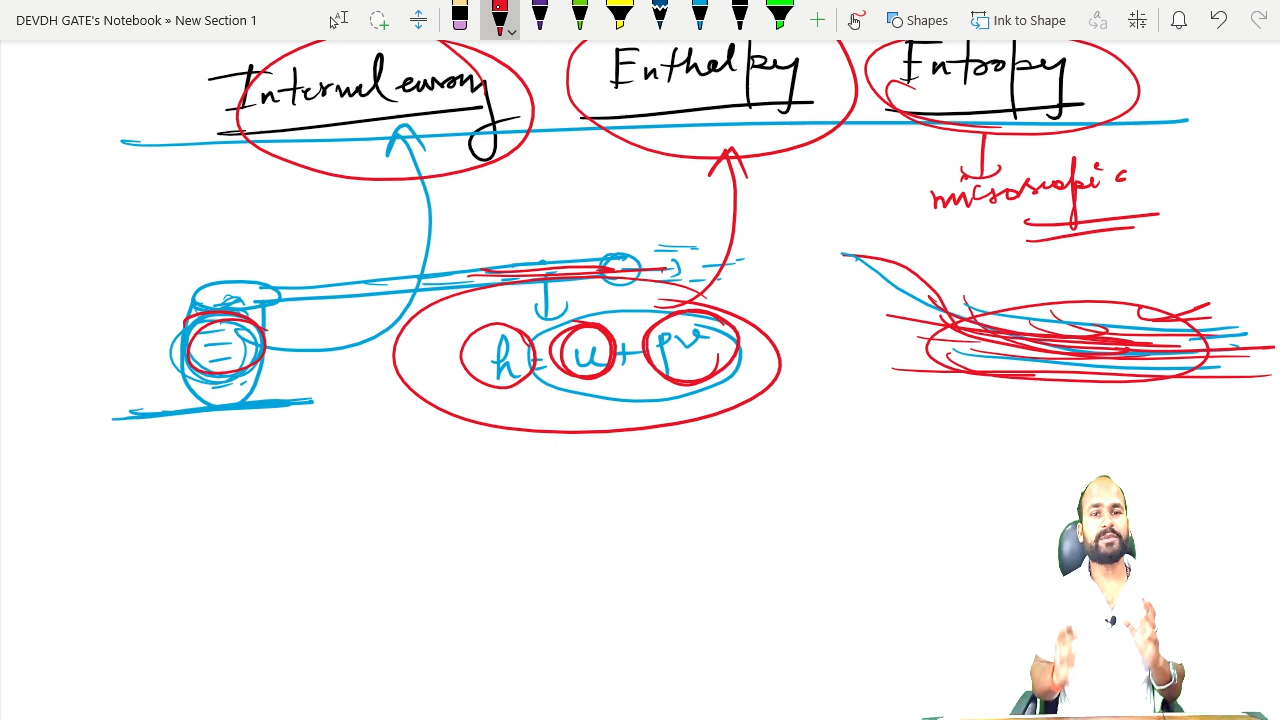 DEVDH GATE's Notebook » New Section 1
Shapes Ink to Shape
Internal energy Enthalpy Entropy
microscopic
h = u + pv